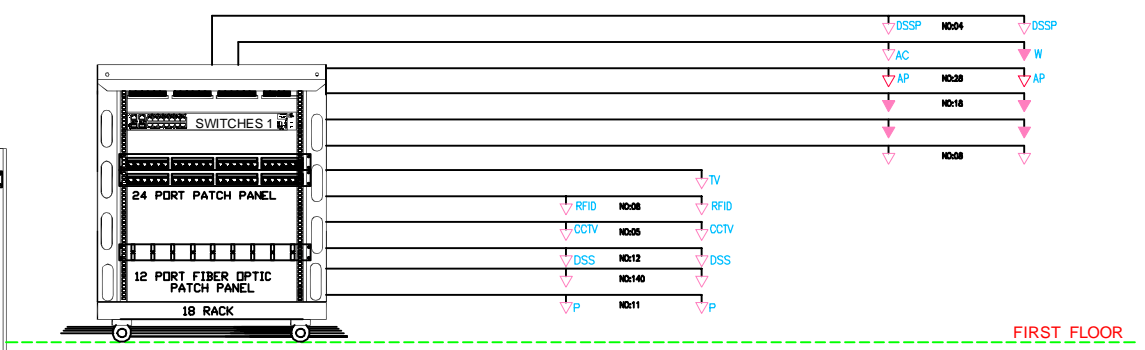 DSSP NO:04 DSSP
AC W
AP NO:28 AP
NO:18
SWITCHES 1
NO:08
TV
24 PORT PATCH PANEL
RFID NO:08 RFID
CCTV NO:05 CCTV
DSS NO:12 DSS
12 PORT FIBER OPTIC
PATCH PANEL
NO:140
18 RACK
P NO:11 P
FIRST FLOOR